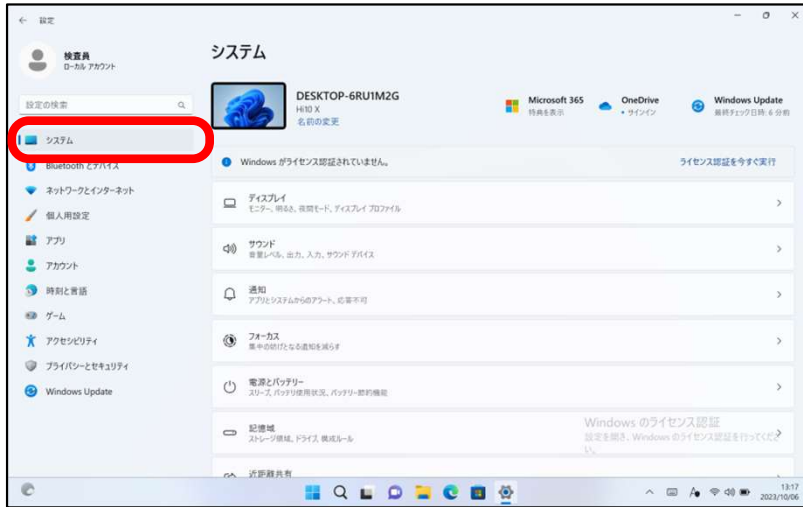 ← 設定
検査員
ローカル アカウント
設定の検索
システム
Bluetooth とデバイス
ネットワークとインターネット
個人用設定
アプリ
アカウント
時刻と言語
ゲーム
アクセシビリティ
プライバシーとセキュリティ
Windows Update
システム
DESKTOP-6RU1M2G
Hi10 X
名前の変更
Microsoft 365
特典を表示
OneDrive
• サインイン
Windows Update
最終チェック日時: 6 分前
Windows がライセンス認証されていません。
ライセンス認証を今すぐ実行
ディスプレイ
モニター、明るさ、夜間モード、ディスプレイ プロファイル
サウンド
音量レベル、出力、入力、サウンド デバイス
通知
アプリとシステムからのアラート、応答不可
フォーカス
集中の妨げとなる通知を減らす
電源とバッテリー
スリープ、バッテリ使用状況、バッテリー節約機能
記憶域
ストレージ領域、ドライブ、構成ルール
近距離共有
Windows のライセンス認証
設定を開き、Windows のライセンス認証を行ってくださ
い。
13:17
2023/10/06